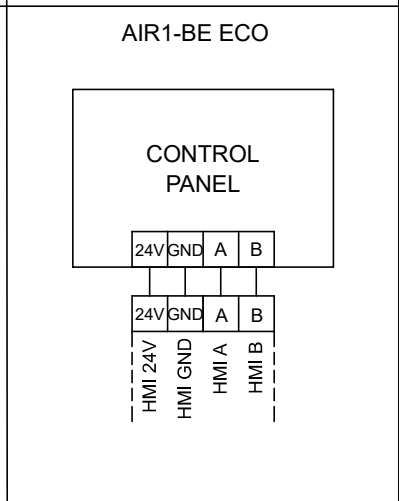 AIR1-BE ECO
CONTROL
PANEL
24V GND A B
24V GND A B
HMI 24V
HMI GND
HMI A
HMI B